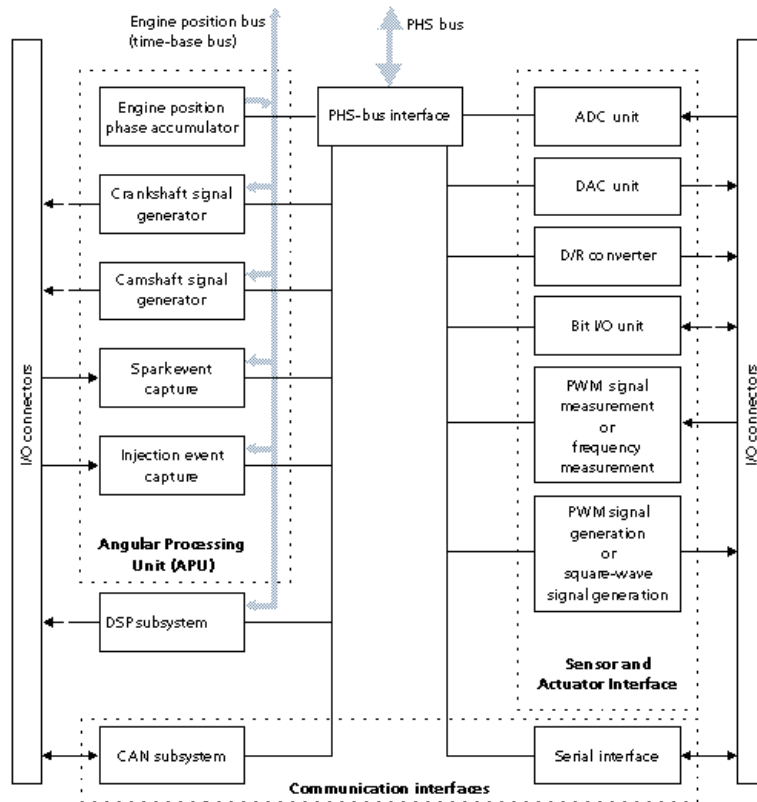 Engine position bus
(time-base bus)
PHS bus
Engine position
phase accumulator
PHS-bus interface
ADC unit
Crankshaft signal
generator
DAC unit
D/R converter
Camshaft signal
generator
Bit I/O unit
Spark event
capture
PWM signal
measurement
or
frequency
measurement
I/O connectors
I/O connectors
Injection event
capture
PWM signal
generation
or
square-wave
signal generation
Angular Processing
Unit (APU)
DSP subsystem
Sensor and
Actuator Interface
CAN subsystem
Serial interface
Communication interfaces